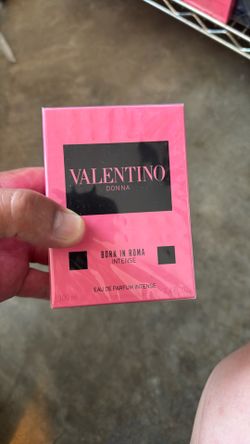 VALENTINO
DONNA
BORN IN ROMA
INTENSE
EAU DE PARFUM INTENSE